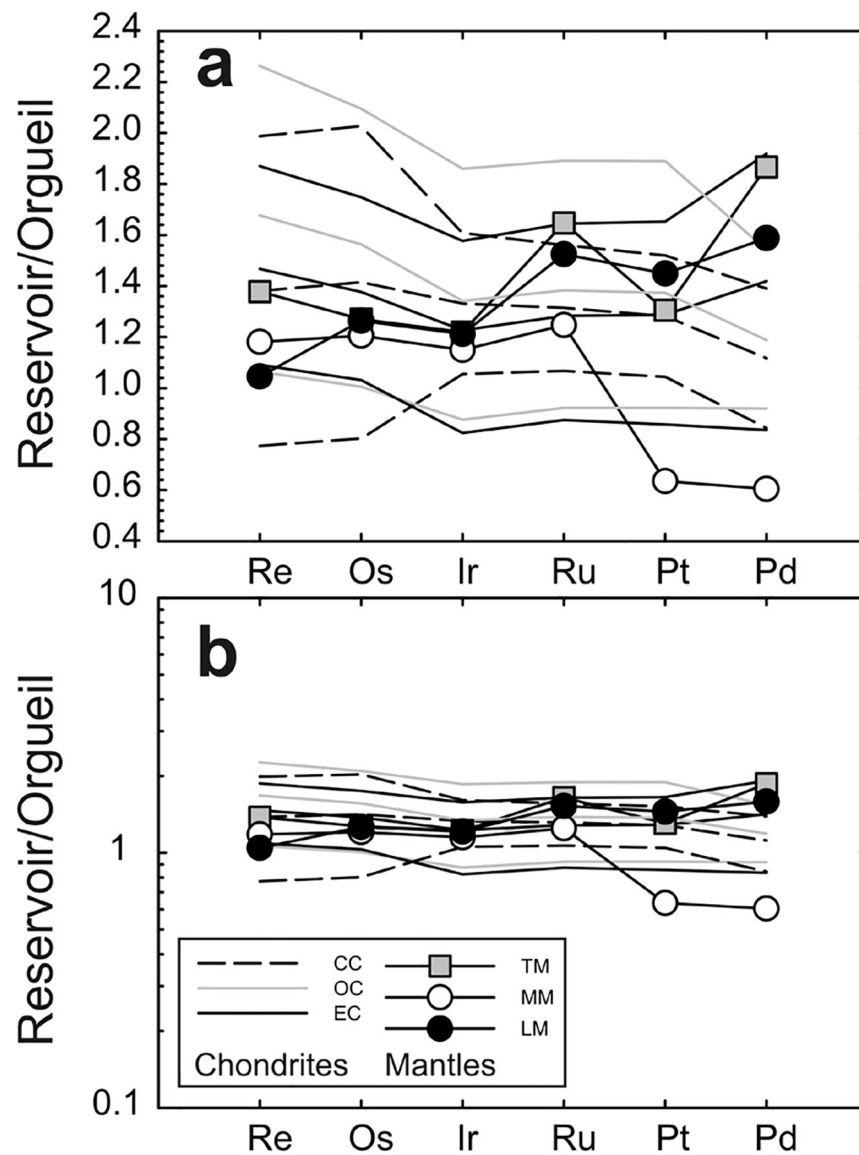 a
2.4
2.2
2.0
1.8
1.6
1.4
1.2
1.0
0.8
0.6
0.4
Reservoir/Orgueil
Re Os Ir Ru Pt Pd
b
10
1
0.1
Reservoir/Orgueil
CC TM
OC MM
EC LM
Chondrites Mantles
Re Os Ir Ru Pt Pd